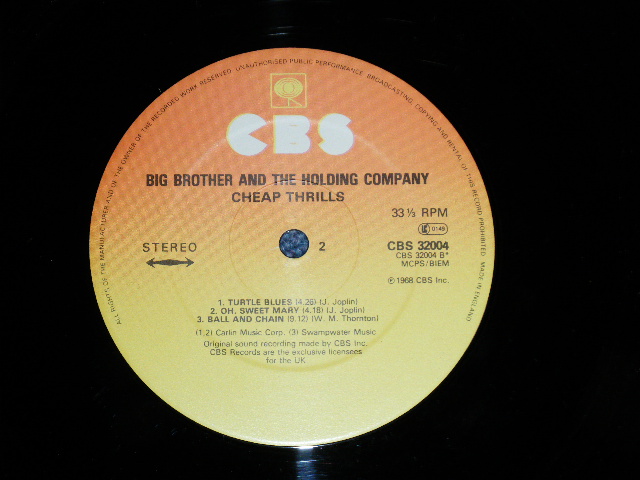 ALL RIGHTS OF THE MANUFACTURER AND OF THE OWNER OF THE RECORDED WORK RESERVED. UNAUTHORISED PUBLIC PERFORMANCE, BROADCASTING, COPYING AND RENTAL OF THIS RECORD PROHIBITED. MADE IN ENGLAND
CBS
BIG BROTHER AND THE HOLDING COMPANY
CHEAP THRILLS
33⅓ RPM
STEREO
2
CBS 32004
CBS 32004 B*
MCPS/BIEM
℗ 1968 CBS Inc.
1. TURTLE BLUES (4.26) (J. Joplin)
2. OH, SWEET MARY (4.18) (J. Joplin)
3. BALL AND CHAIN (9.12) (W. M. Thornton)
(1:2) Carlin Music Corp. (3) Swampwater Music
Original sound recording made by CBS Inc.
CBS Records are the exclusive licensees
for the UK